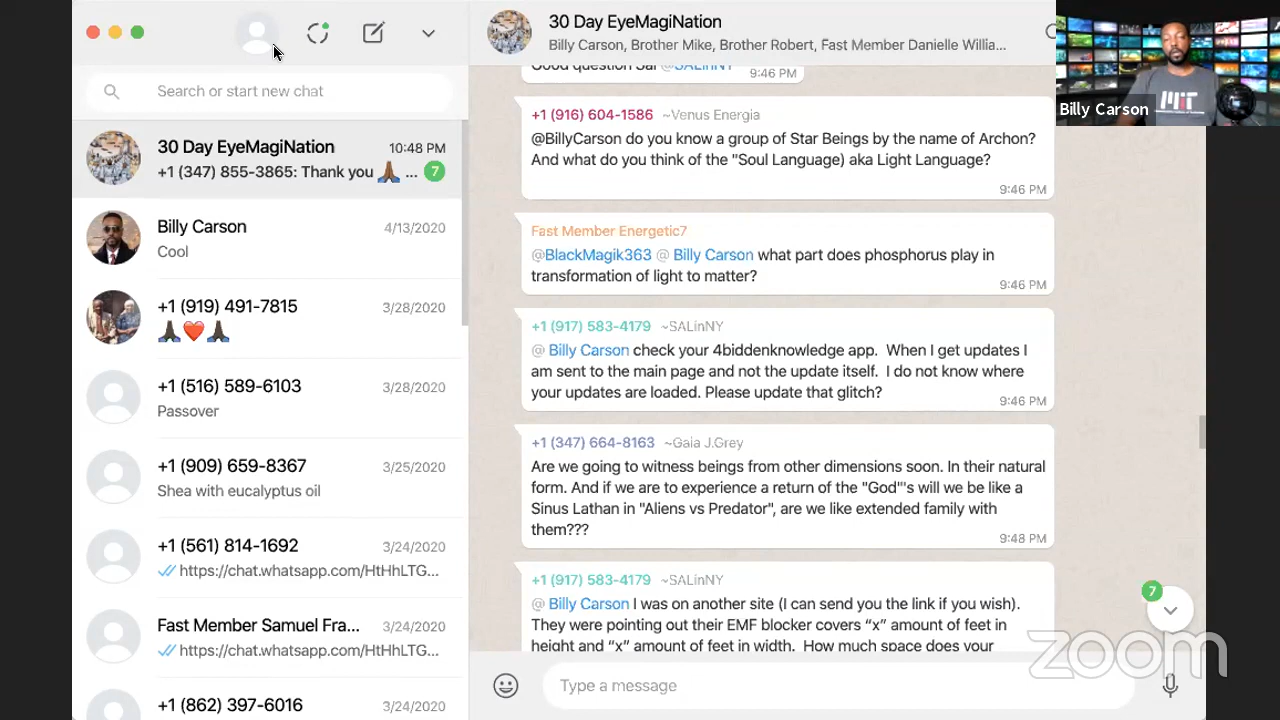 Search or start new chat
30 Day EyeMagiNation
10:48 PM
+1 (347) 855-3865: Thank you 🙏🏾 ...
7
Billy Carson
4/13/2020
Cool
+1 (919) 491-7815
3/28/2020
🙏🏿❤️🙏🏿
+1 (516) 589-6103
3/28/2020
Passover
+1 (909) 659-8367
3/25/2020
Shea with eucalyptus oil
+1 (561) 814-1692
3/24/2020
https://chat.whatsapp.com/HtHhLTG...
Fast Member Samuel Fra...
3/24/2020
https://chat.whatsapp.com/HtHhLTG...
+1 (862) 397-6016
3/24/2020
30 Day EyeMagiNation
Billy Carson, Brother Mike, Brother Robert, Fast Member Danielle Willia...
Good question Sal @SALinNY
9:46 PM
+1 (916) 604-1586 ~Venus Energia
@BillyCarson do you know a group of Star Beings by the name of Archon?
And what do you think of the "Soul Language) aka Light Language?
9:46 PM
Fast Member Energetic7
@BlackMagik363 @ Billy Carson what part does phosphorus play in
transformation of light to matter?
9:46 PM
+1 (917) 583-4179 ~SALinNY
@ Billy Carson check your 4biddenknowledge app.  When I get updates I
am sent to the main page and not the update itself.  I do not know where
your updates are loaded. Please update that glitch?
9:46 PM
+1 (347) 664-8163 ~Gaia J.Grey
Are we going to witness beings from other dimensions soon. In their natural
form. And if we are to experience a return of the "God"'s will we be like a
Sinus Lathan in "Aliens vs Predator", are we like extended family with
them???
9:48 PM
+1 (917) 583-4179 ~SALinNY
@ Billy Carson I was on another site (I can send you the link if you wish).
They were pointing out their EMF blocker covers “x” amount of feet in
height and “x” amount of feet in width.  How much space does your
7
Type a message
MIT
Billy Carson
zoom